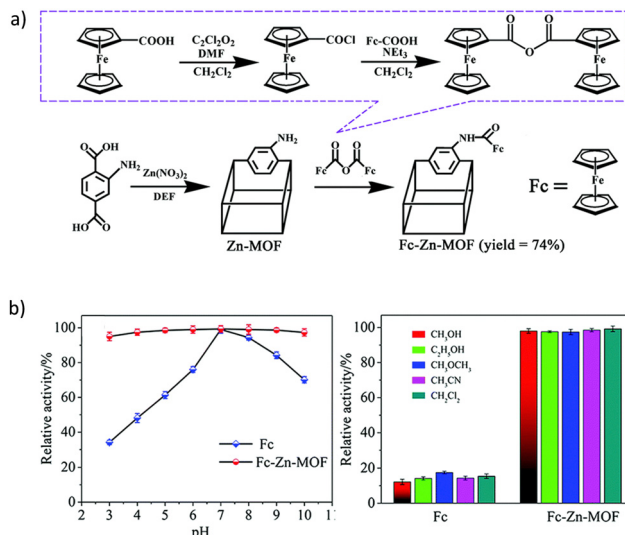 a)
COOH
Fe
C₂Cl₂O₂
DMF
CH₂Cl₂
COCl
Fe
Fc-COOH
NEt₃
CH₂Cl₂
O O
O
Fe Fe
OH
O
NH₂
O
HO
Zn(NO₃)₂
DEF
NH₂
Zn-MOF
O O
Fc O Fc
NH O
Fc
Fc-Zn-MOF (yield = 74%)
Fc =
Fe
b)
Relative activity/%
100
80
60
40
20
0
2 3 4 5 6 7 8 9 10 11
pH
Fc
Fc-Zn-MOF
Relative activity/%
100
80
60
40
20
0
CH₃OH
C₂H₅OH
CH₃OCH₃
CH₃CN
CH₂Cl₂
Fc Fc-Zn-MOF